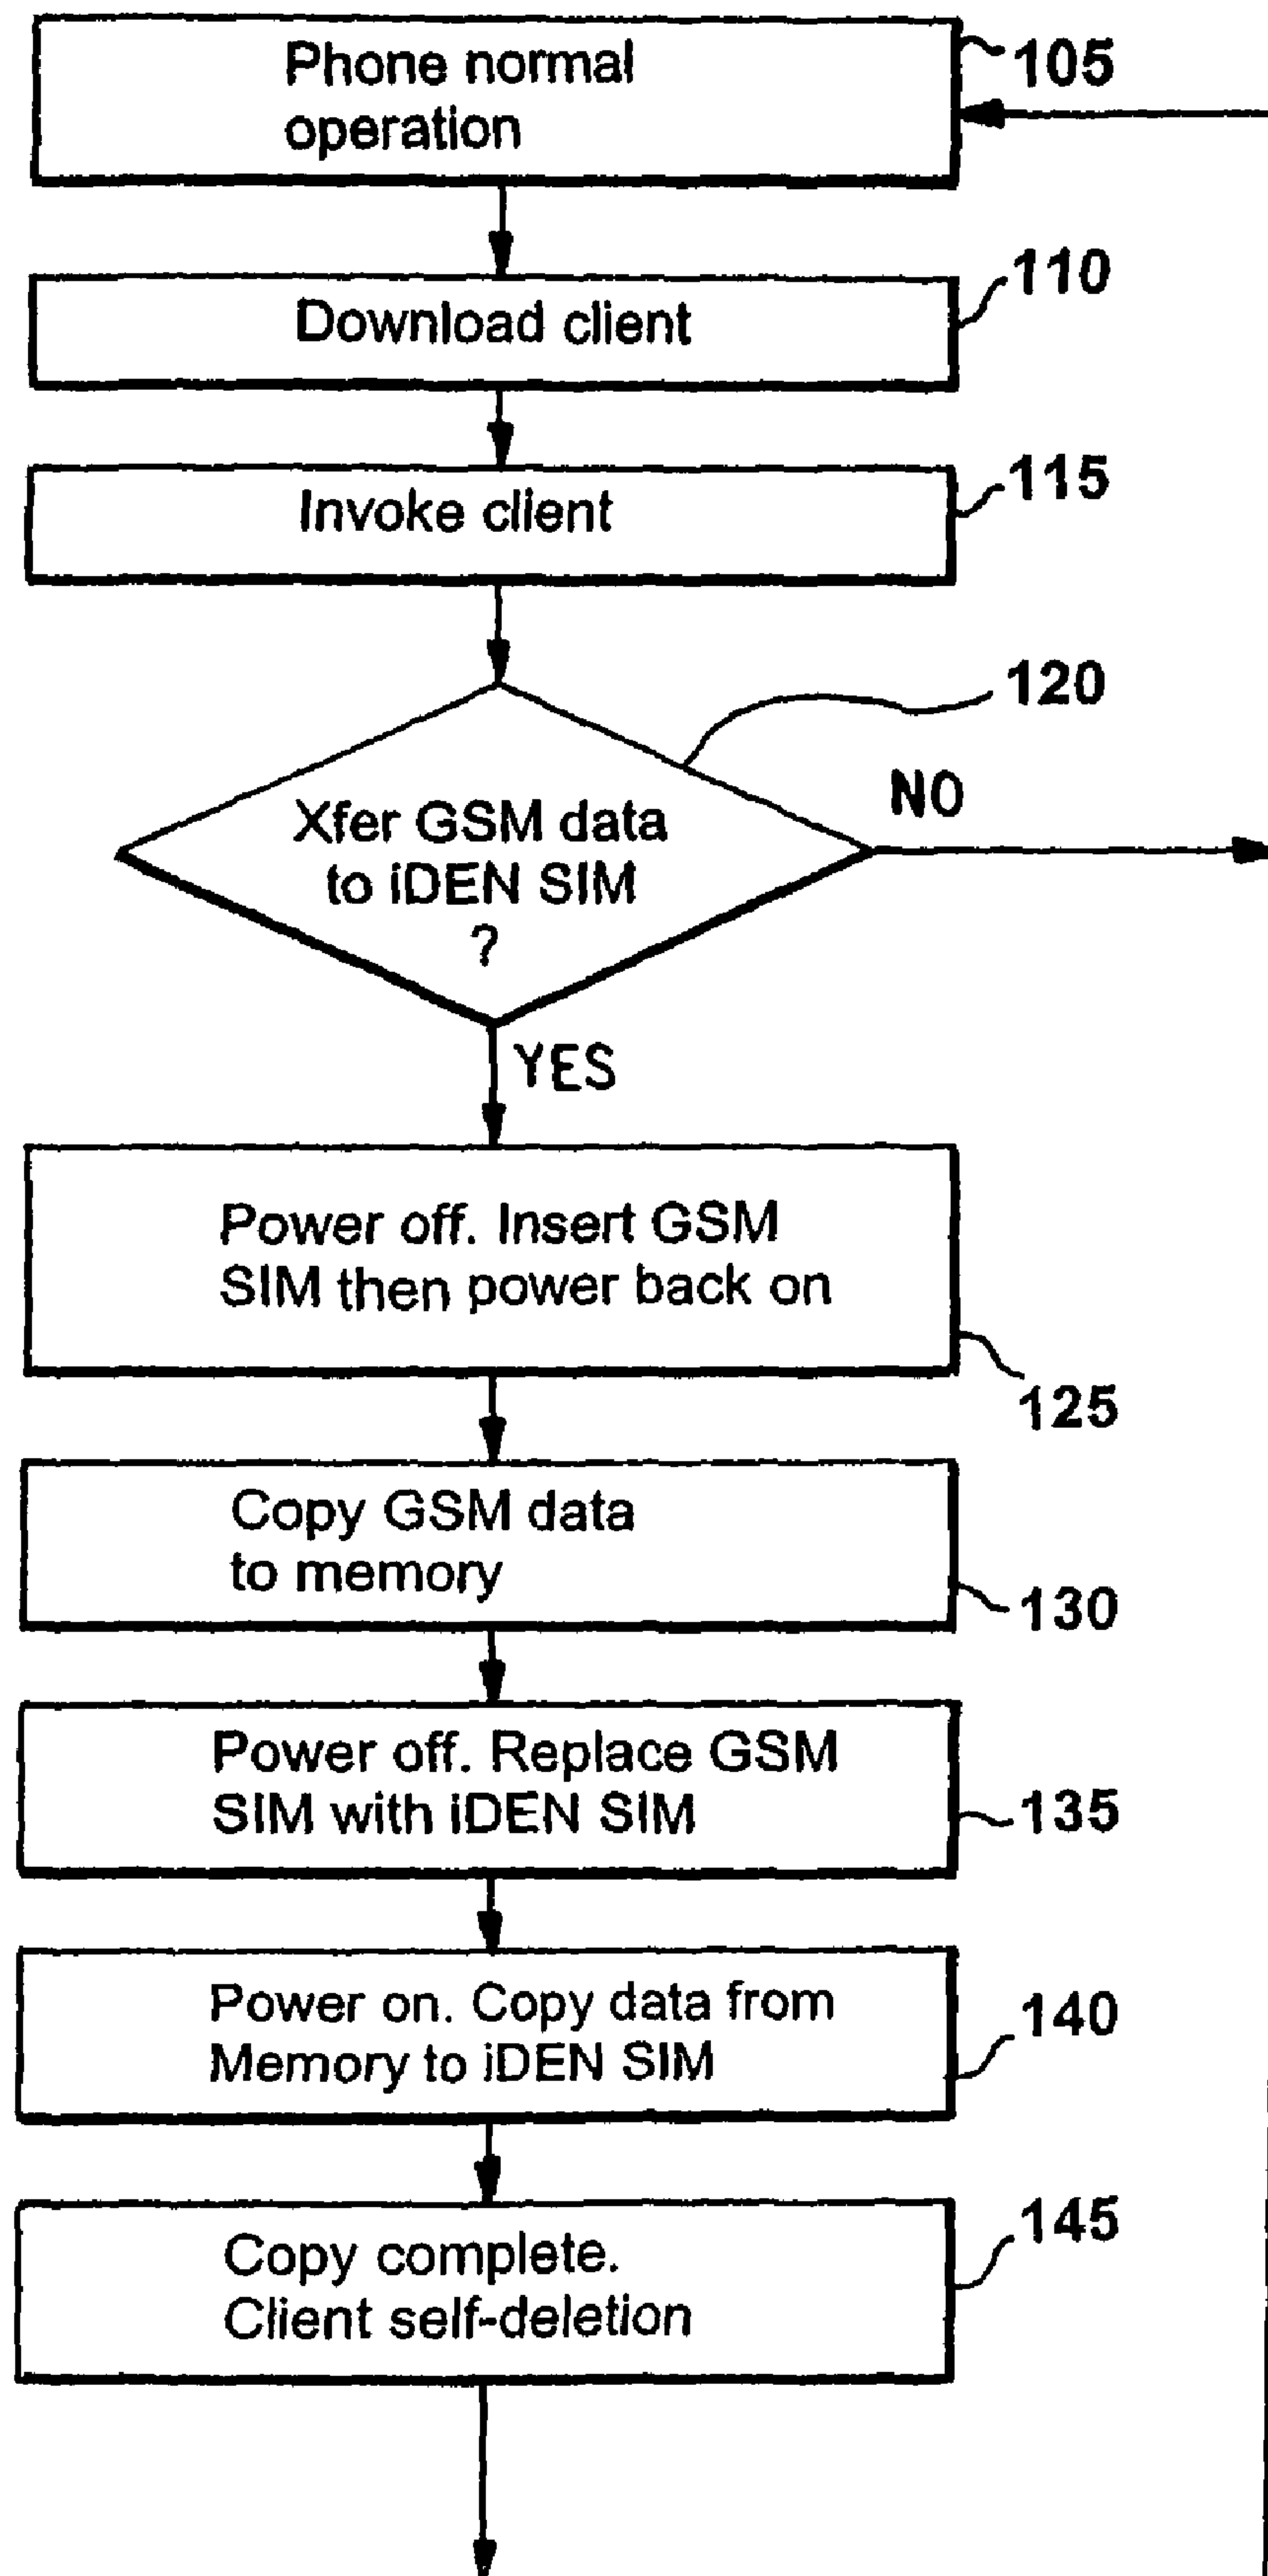 Phone normal
operation
105
Download client
110
Invoke client
115
120
Xfer GSM data
to iDEN SIM
?
NO
YES
Power off. Insert GSM
SIM then power back on
125
Copy GSM data
to memory
130
Power off. Replace GSM
SIM with iDEN SIM
135
Power on. Copy data from
Memory to iDEN SIM
140
Copy complete.
Client self-deletion
145